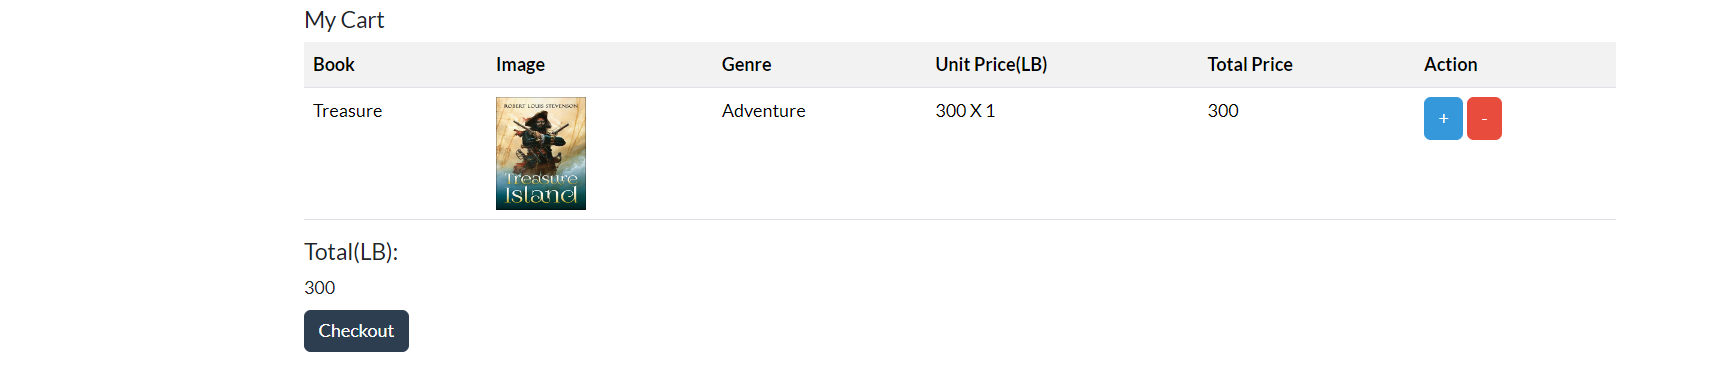 My Cart
Book Image Genre Unit Price(LB) Total Price Action
Treasure Adventure 300 X 1 300 + -
ROBERT LOUIS STEVENSON
Treasure
Island
Total(LB):
300
Checkout